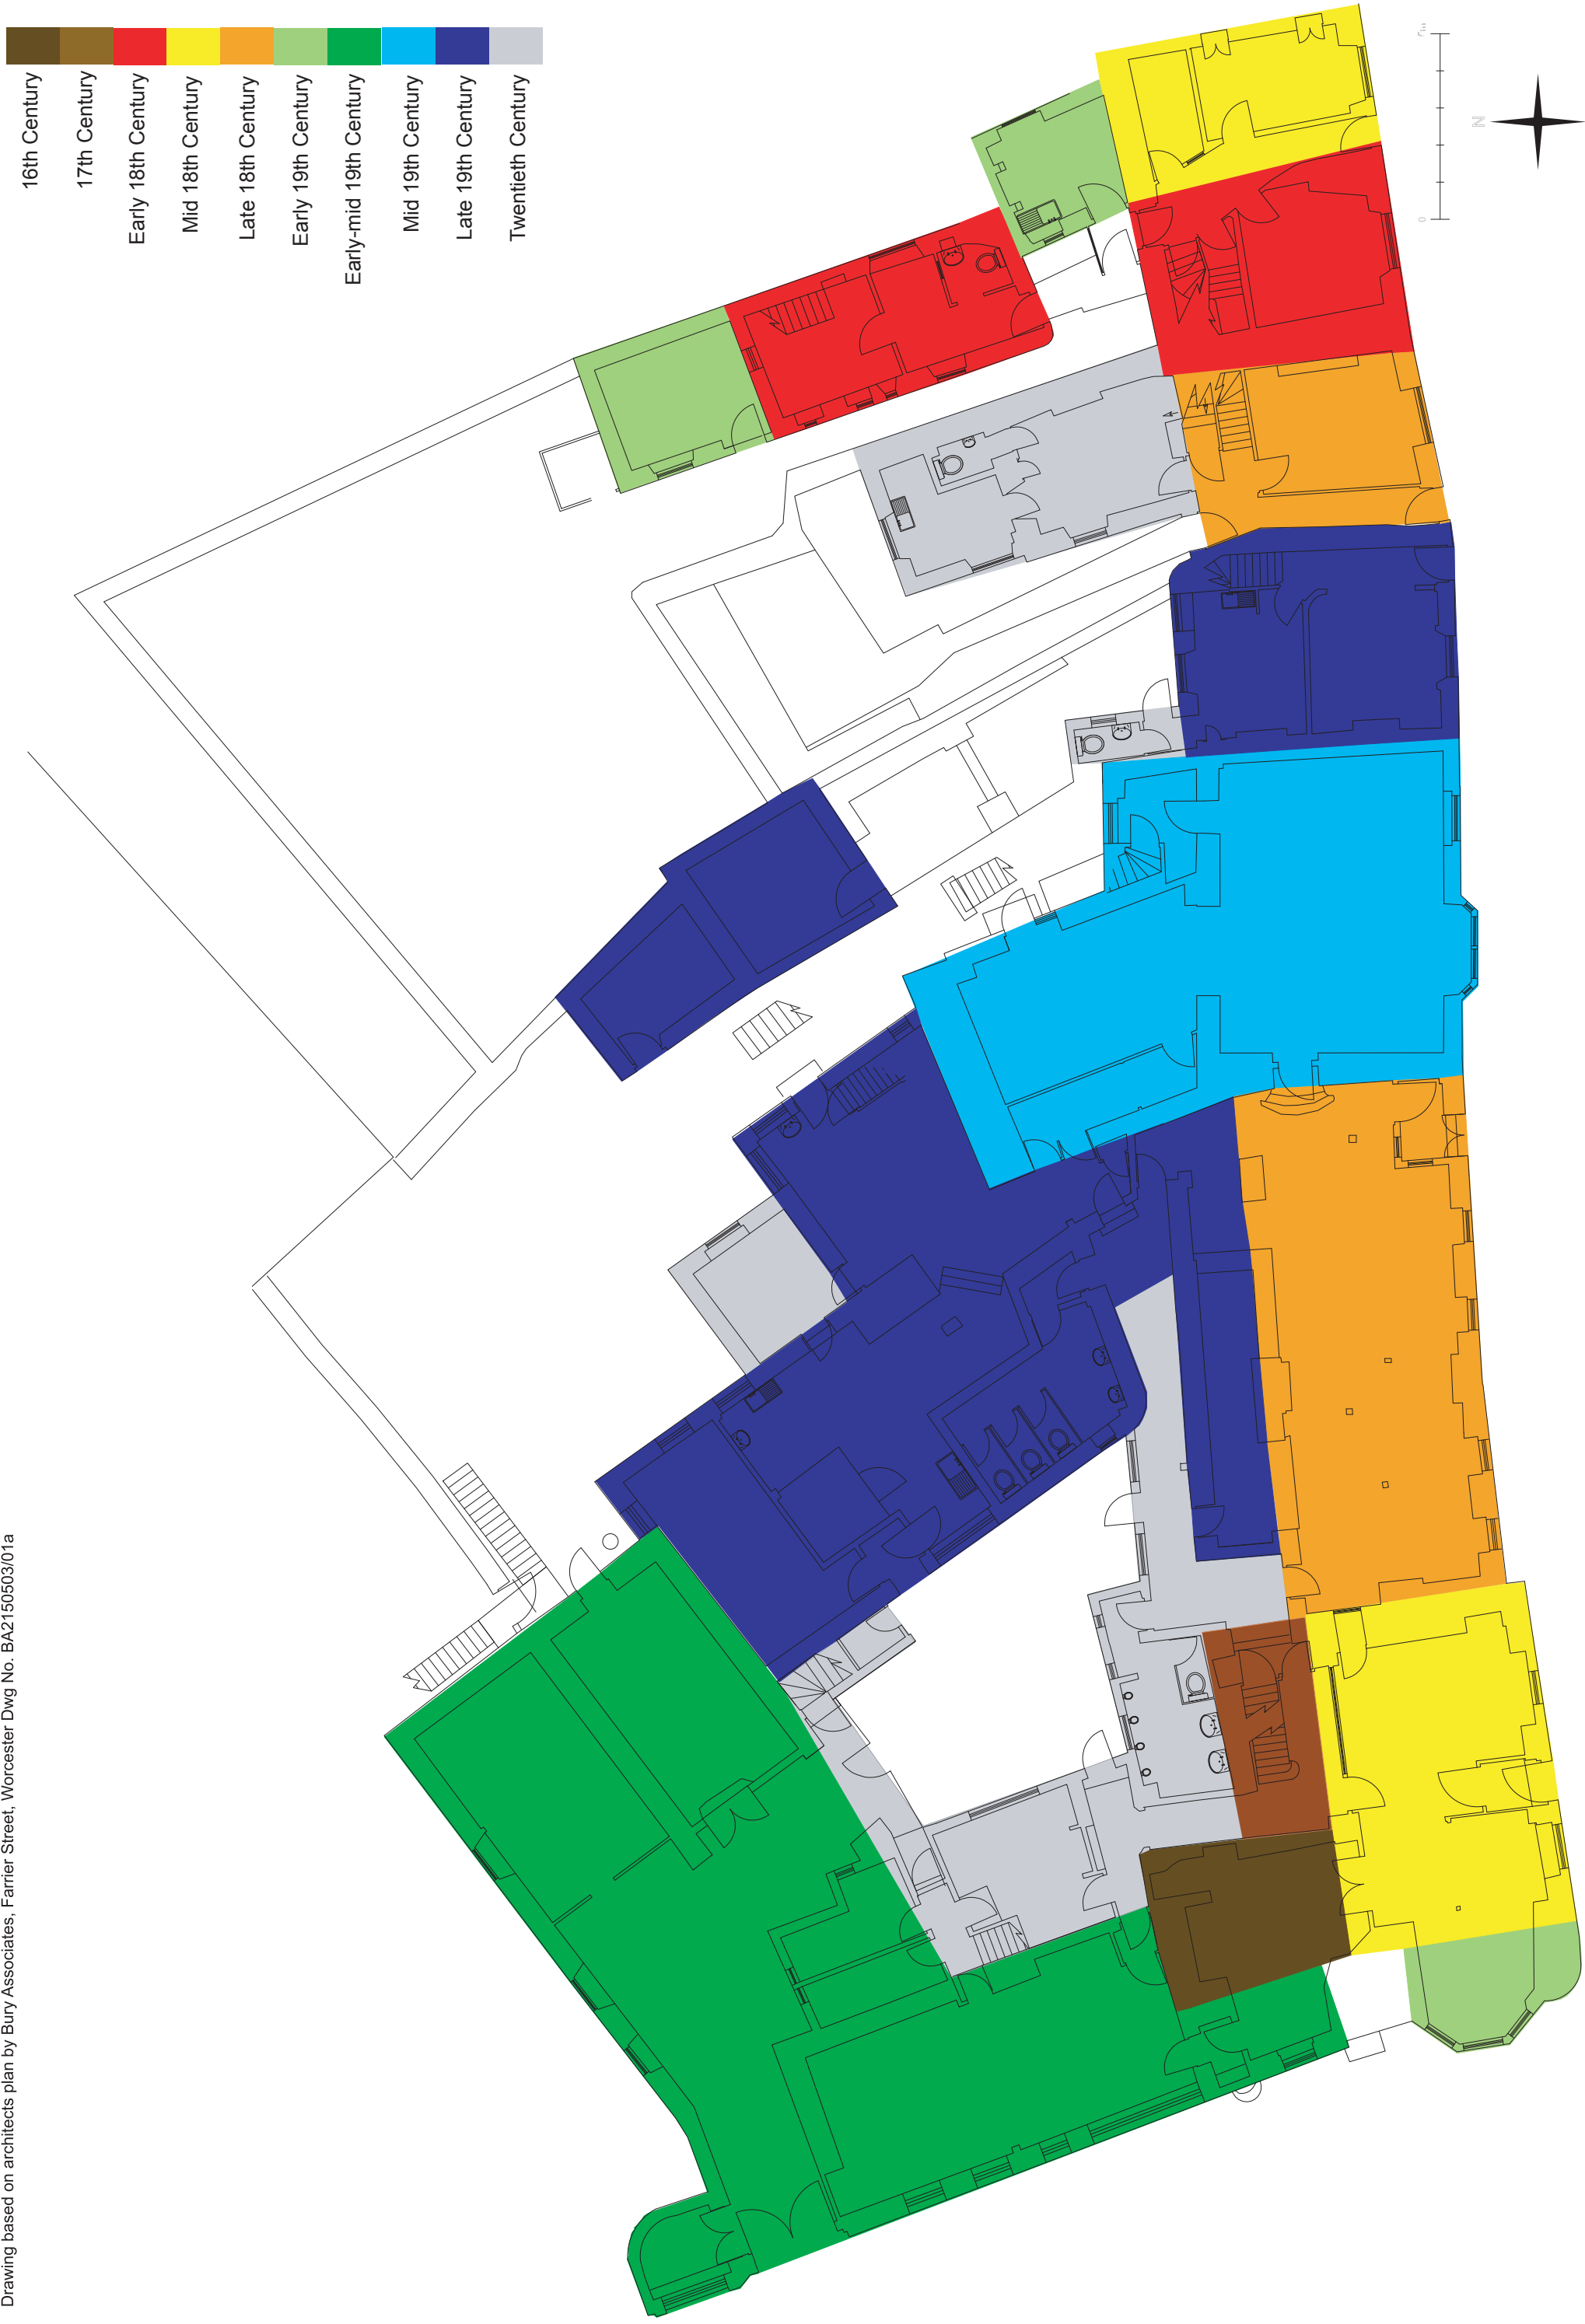 16th Century
17th Century
Early 18th Century
Mid 18th Century
Late 18th Century
Early 19th Century
Early-mid 19th Century
Mid 19th Century
Late 19th Century
Twentieth Century
0
N
Drawing based on architects plan by Bury Associates, Farrier Street, Worcester Dwg No. BA2150503/01a